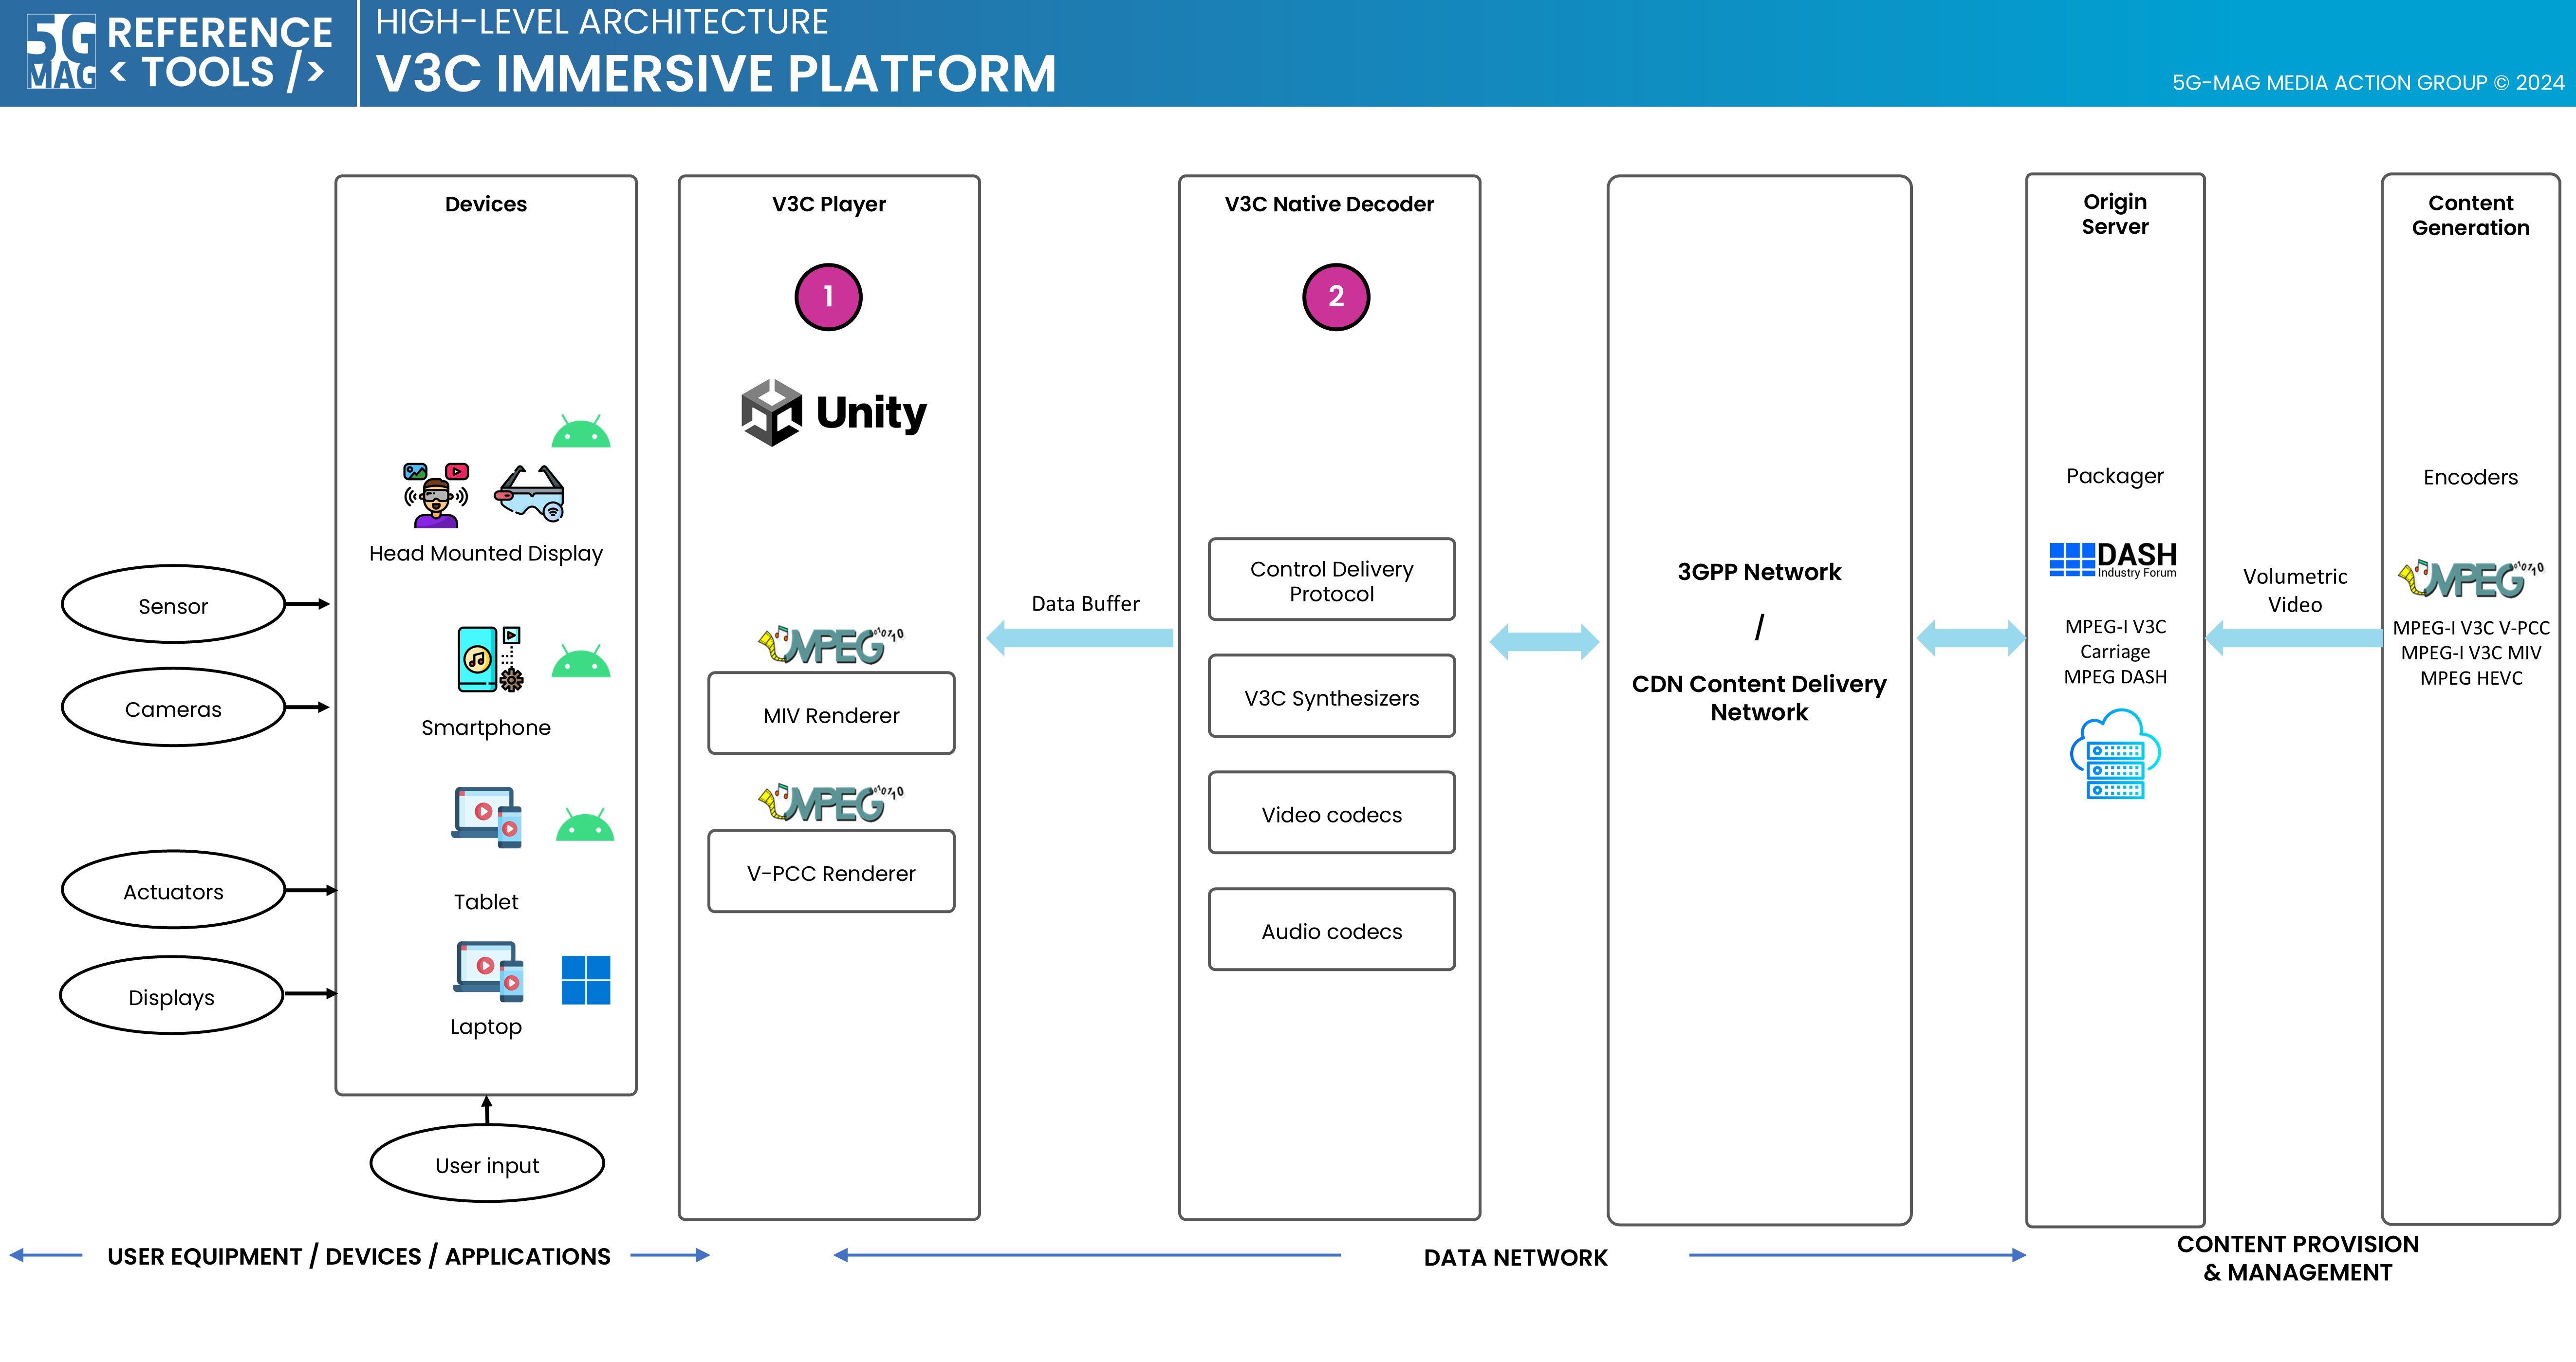 5G
MAG
REFERENCE
< TOOLS />
HIGH-LEVEL ARCHITECTURE
V3C IMMERSIVE PLATFORM
5G-MAG MEDIA ACTION GROUP © 2024
Devices
Head Mounted Display
Smartphone
Tablet
Laptop
Sensor
Cameras
Actuators
Displays
User input
V3C Player
1
Unity
MPEG
MIV Renderer
MPEG
V-PCC Renderer
Data Buffer
V3C Native Decoder
2
Control Delivery
Protocol
V3C Synthesizers
Video codecs
Audio codecs
3GPP Network
/
CDN Content Delivery
Network
Origin
Server
Packager
DASH
Industry Forum
MPEG-I V3C
Carriage
MPEG DASH
Volumetric
Video
Content
Generation
Encoders
MPEG
MPEG-I V3C V-PCC
MPEG-I V3C MIV
MPEG HEVC
USER EQUIPMENT / DEVICES / APPLICATIONS
DATA NETWORK
CONTENT PROVISION
& MANAGEMENT